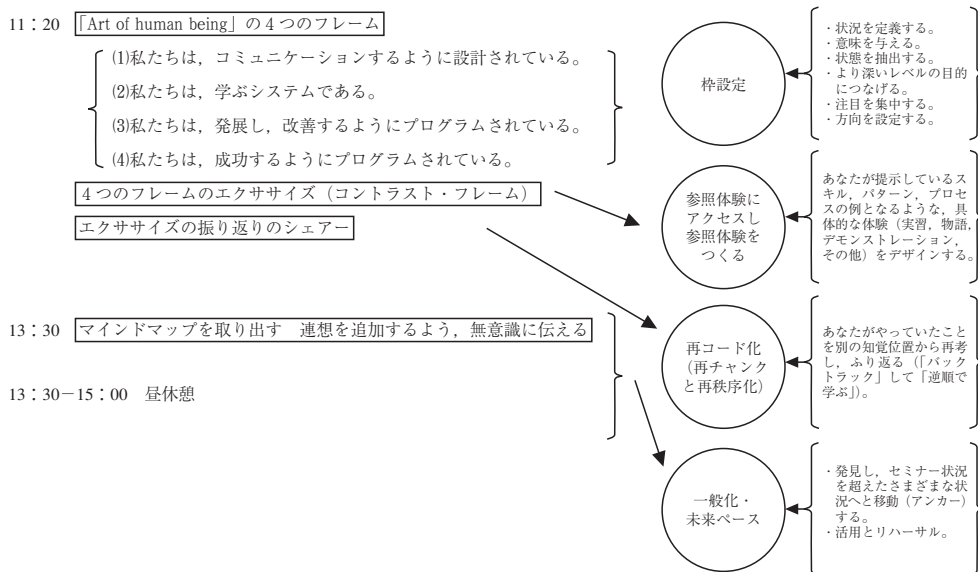 11：20 「Art of human being」の４つのフレーム
(1)私たちは，コミュニケーションするように設計されている。
(2)私たちは，学ぶシステムである。
(3)私たちは，発展し，改善するようにプログラムされている。
(4)私たちは，成功するようにプログラムされている。
４つのフレームのエクササイズ（コントラスト・フレーム）
エクササイズの振り返りのシェアー
13：30 マインドマップを取り出す　連想を追加するよう，無意識に伝える
13：30－15：00　昼休憩
枠設定
・状況を定義する。
・意味を与える。
・状態を抽出する。
・より深いレベルの目的
につなげる。
・注目を集中する。
・方向を設定する。
参照体験に
アクセスし
参照体験を
つくる
あなたが提示しているス
キル，パターン，プロセ
スの例となるような，具
体的な体験（実習，物語，
デモンストレーション，
その他）をデザインする。
再コード化
（再チャンク
と再秩序化）
あなたがやっていたこと
を別の知覚位置から再考
し，ふり返る（「バック
トラック」して「逆順で
学ぶ」）。
一般化・
未来ペース
・発見し，セミナー状況
を超えたさまざまな状
況へと移動（アンカー）
する。
・活用とリハーサル。